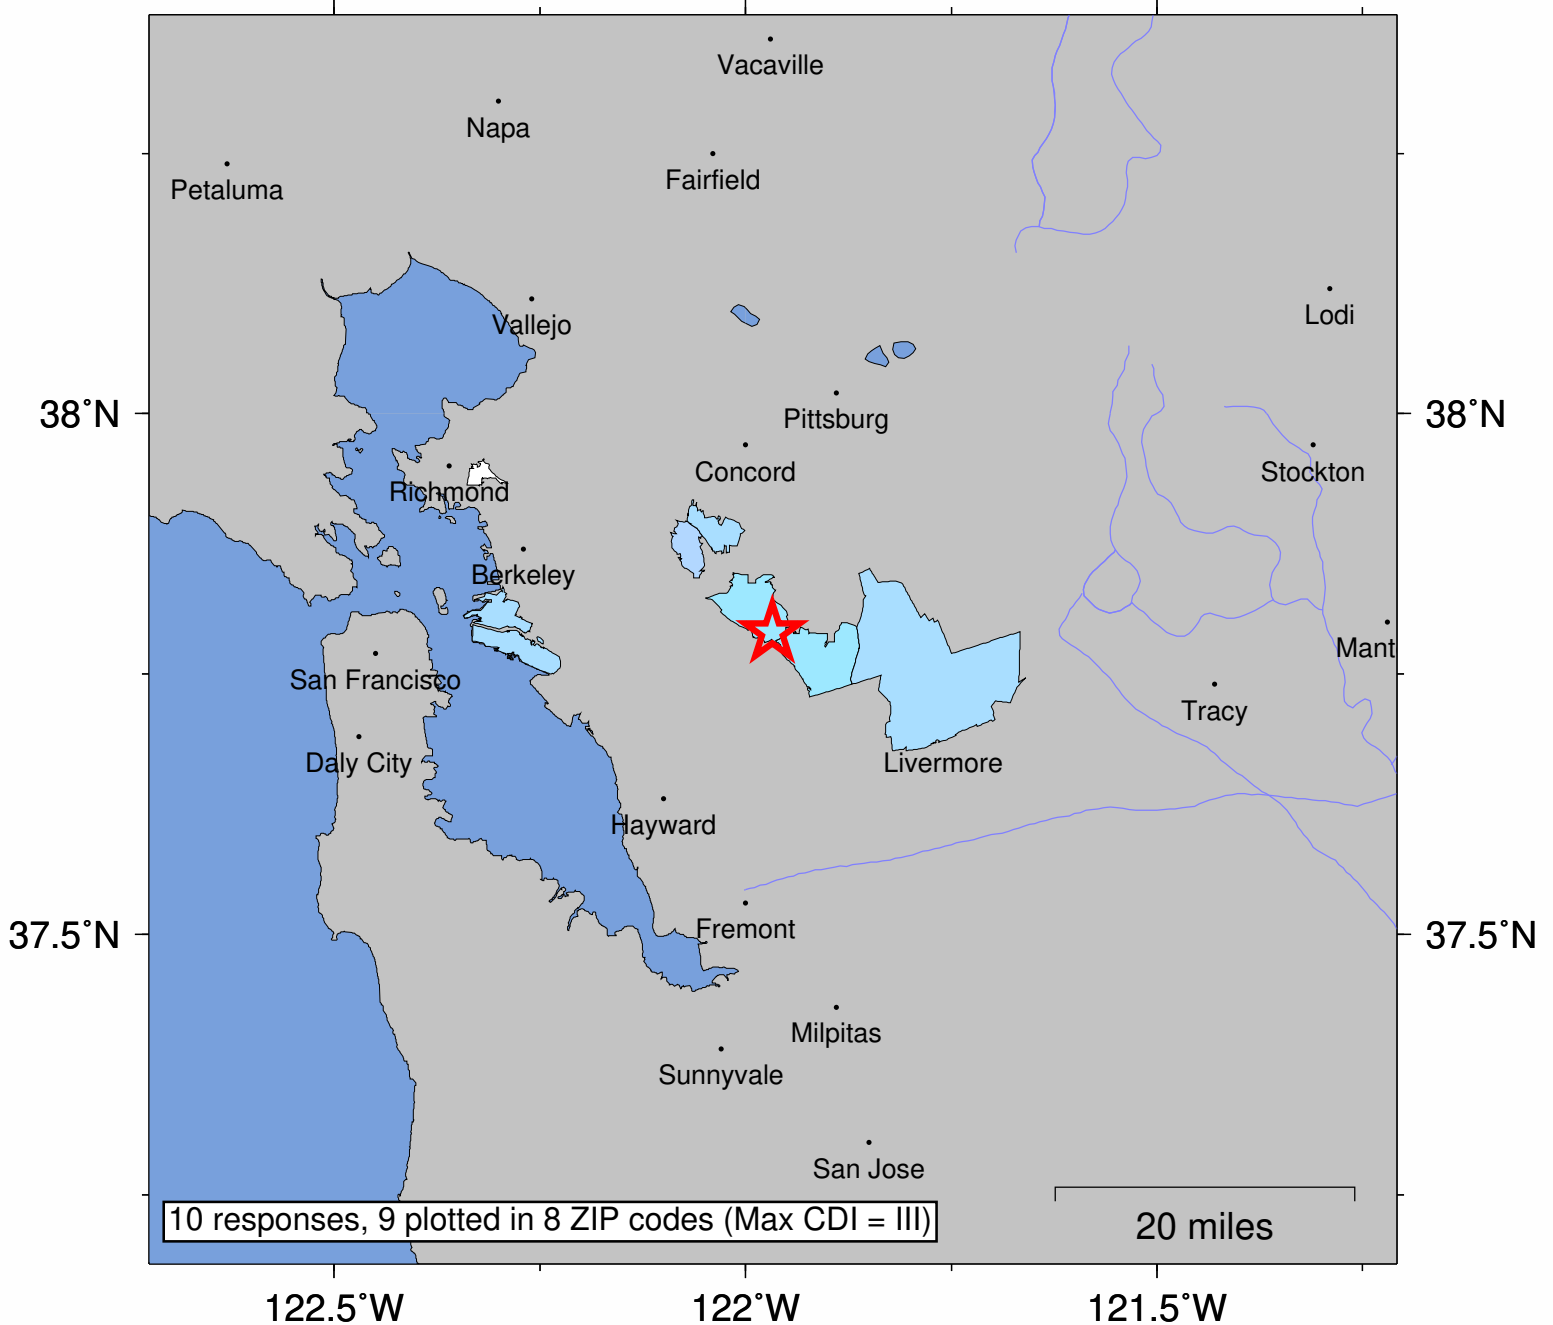 Vacaville
Napa
Fairfield
Petaluma
Vallejo
Lodi
38˚N
38˚N
Pittsburg
Concord
Stockton
Richmond
Berkeley
Mant
San Francisco
Tracy
Daly City
Livermore
Hayward
Fremont
37.5˚N
37.5˚N
Milpitas
Sunnyvale
San Jose
10 responses, 9 plotted in 8 ZIP codes (Max CDI = III)
20 miles
122.5˚W
122˚W
121.5˚W